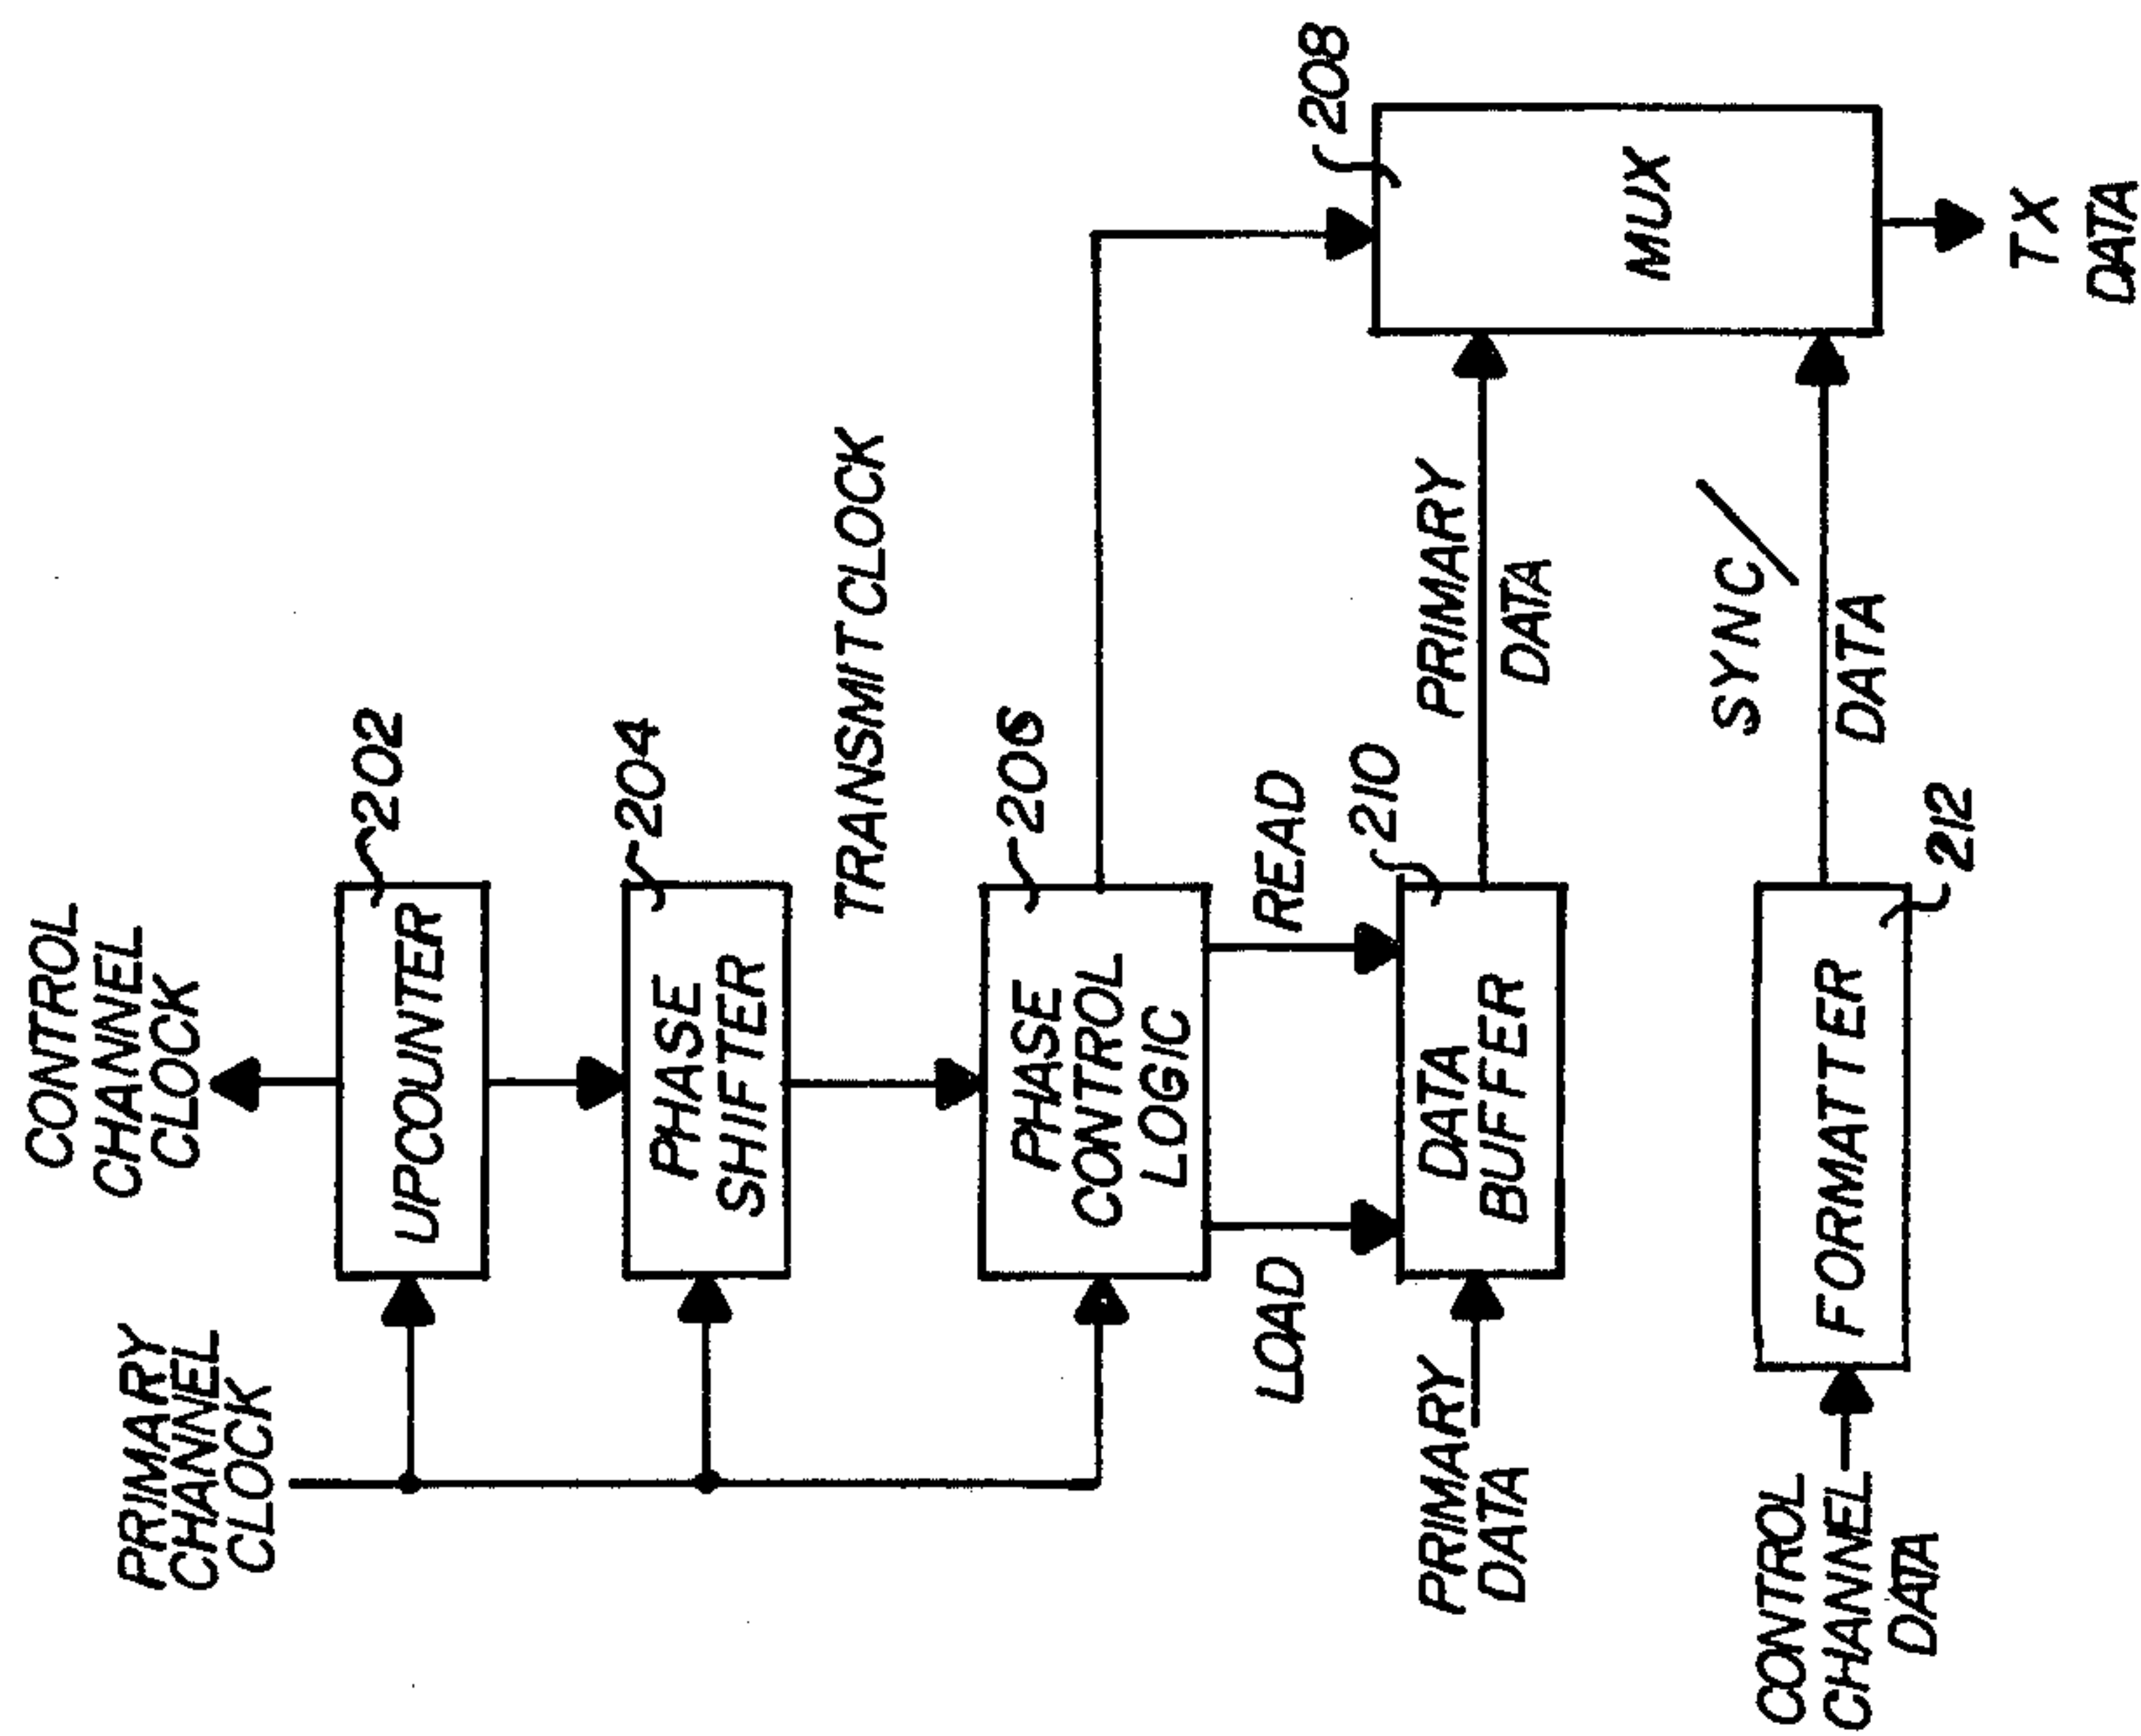 CONTROL
CHANNEL
CLOCK
PRIMARY
CHANNEL
CLOCK
UPCOUNTER
202
PHASE
SHIFTER
204
TRANSMIT CLOCK
PHASE
CONTROL
LOGIC
206
LOAD
READ
208
PRIMARY
DATA
DATA
BUFFER
210
PRIMARY
DATA
MUX
CONTROL
CHANNEL
DATA
FORMATTER
212
SYNC/
DATA
TX
DATA